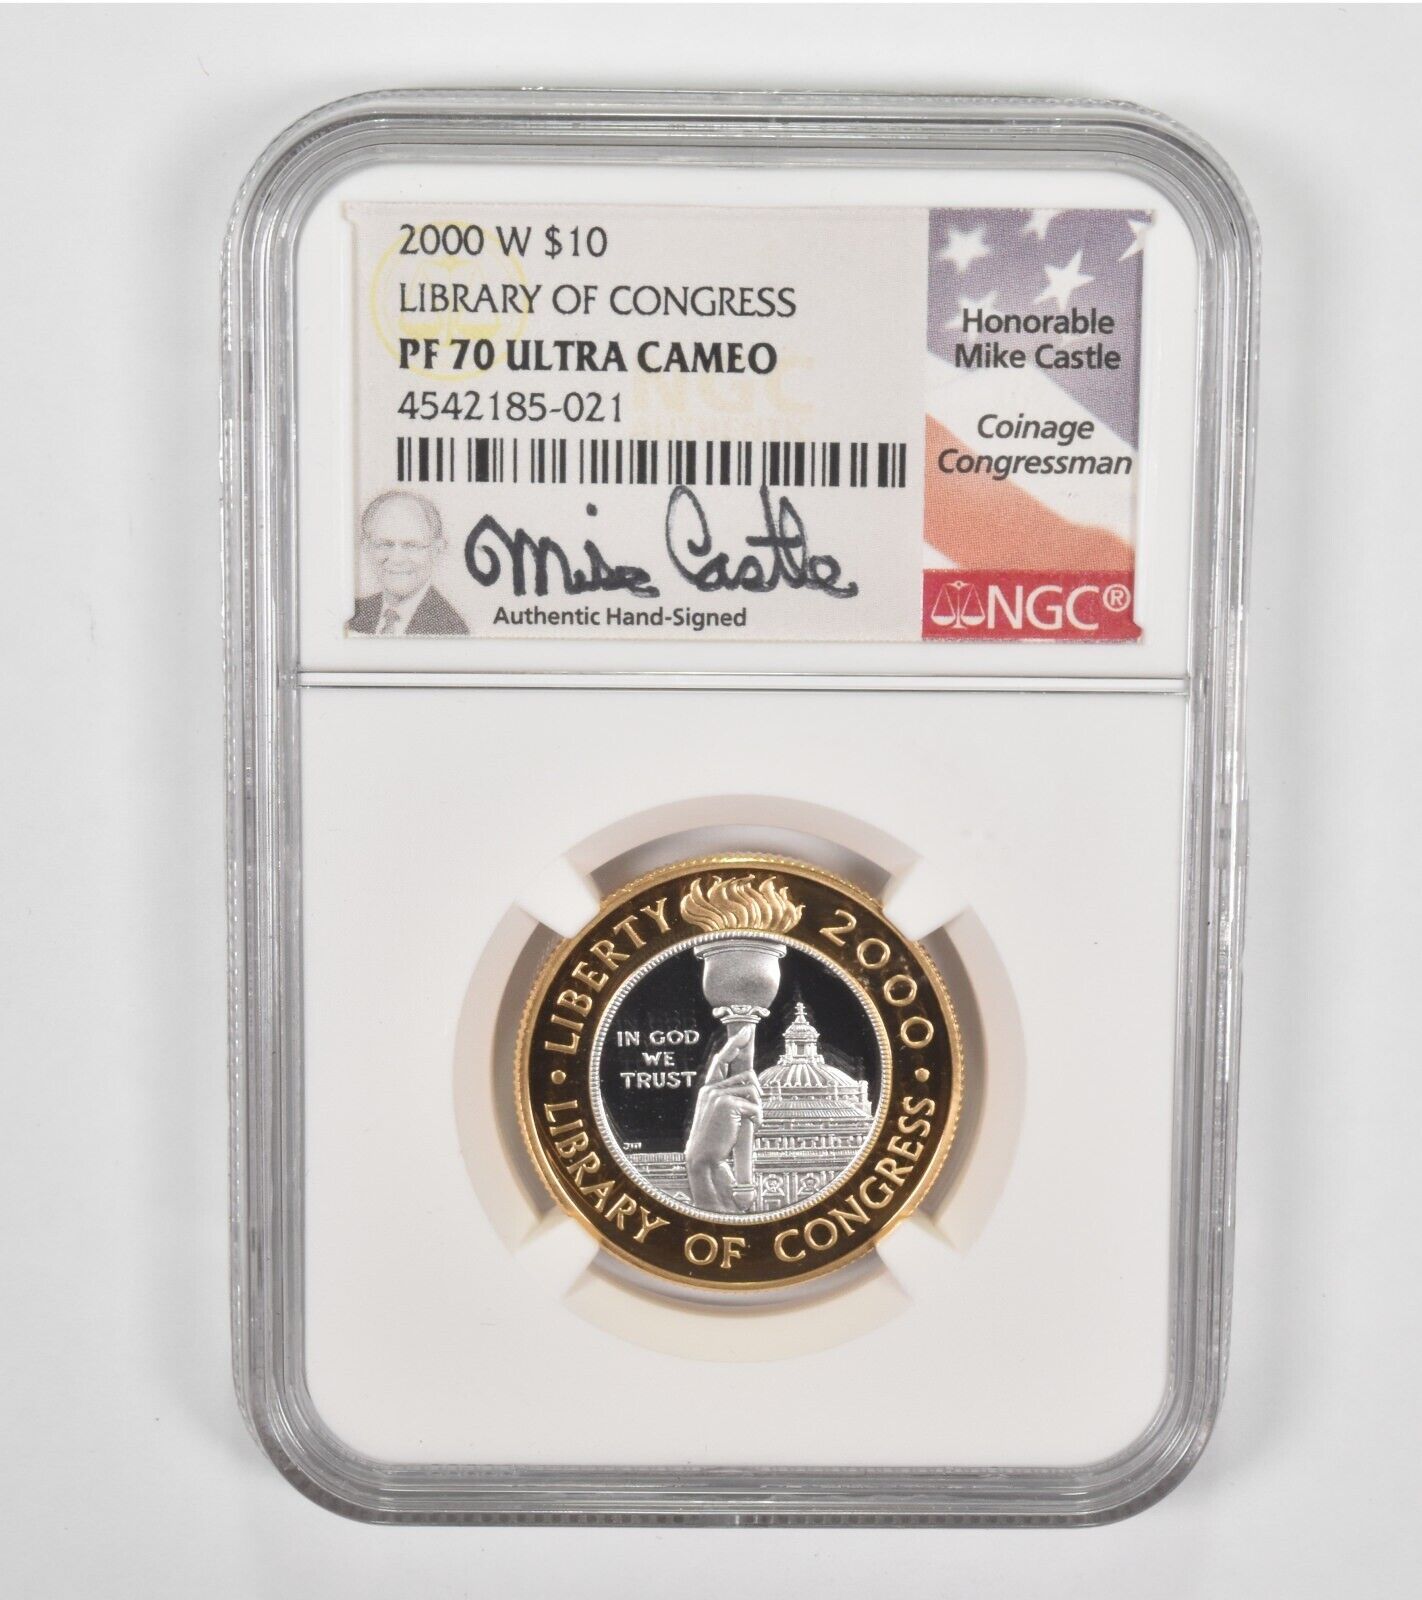 2000 W $10
LIBRARY OF CONGRESS
PF 70 ULTRA CAMEO
4542185-021
Mike Castle
Authentic Hand-Signed
Honorable
Mike Castle
Coinage
Congressman
NGC®
LIBERTY 2000
IN GOD
WE
TRUST
LIBRARY OF CONGRESS